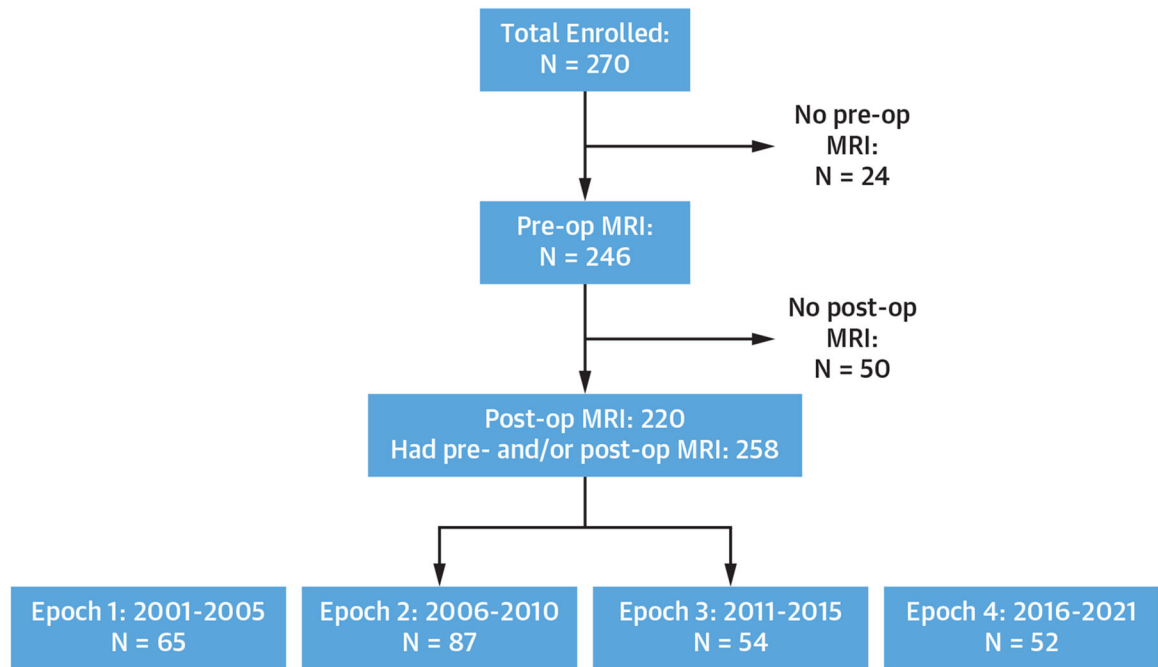 Total Enrolled:
N = 270
No pre-op
MRI:
N = 24
Pre-op MRI:
N = 246
No post-op
MRI:
N = 50
Post-op MRI: 220
Had pre- and/or post-op MRI: 258
Epoch 1: 2001-2005
N = 65
Epoch 2: 2006-2010
N = 87
Epoch 3: 2011-2015
N = 54
Epoch 4: 2016-2021
N = 52